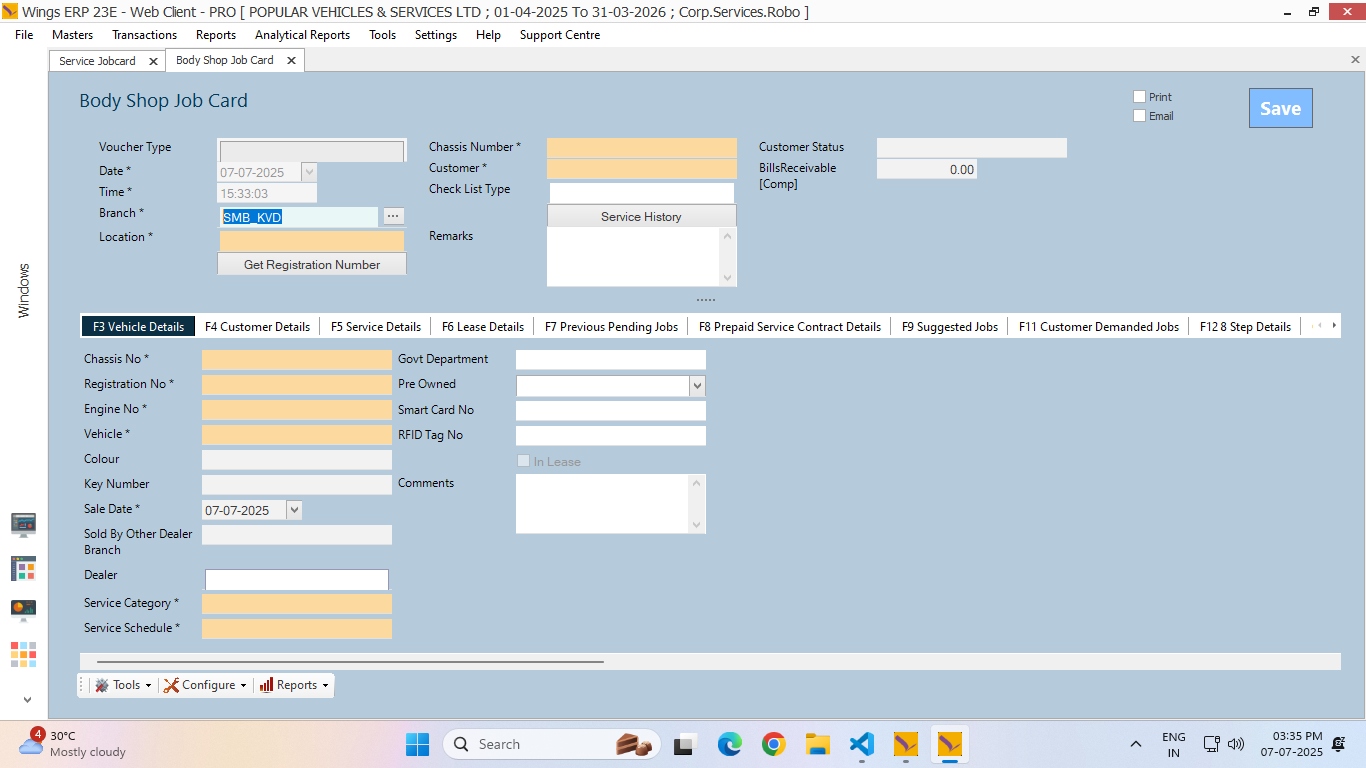 Wings ERP 23E - Web Client - PRO [ POPULAR VEHICLES & SERVICES LTD ; 01-04-2025 To 31-03-2026 ; Corp.Services.Robo ]
File Masters Transactions Reports Analytical Reports Tools Settings Help Support Centre
Service Jobcard Body Shop Job Card
Body Shop Job Card
Print
Email
Save
Voucher Type
Date *
07-07-2025
Time *
15:33:03
Branch *
SMB_KVD
...
Location *
Get Registration Number
Chassis Number *
Customer *
Check List Type
Service History
Remarks
Customer Status
BillsReceivable
[Comp]
0.00
F3 Vehicle Details F4 Customer Details F5 Service Details F6 Lease Details F7 Previous Pending Jobs F8 Prepaid Service Contract Details F9 Suggested Jobs F11 Customer Demanded Jobs F12 8 Step Details
Chassis No *
Registration No *
Engine No *
Vehicle *
Colour
Key Number
Sale Date *
07-07-2025
Sold By Other Dealer
Branch
Dealer
Service Category *
Service Schedule *
Govt Department
Pre Owned
Smart Card No
RFID Tag No
In Lease
Comments
Tools Configure Reports
Windows
4
30°C
Mostly cloudy
Search
ENG
IN
03:35 PM
07-07-2025